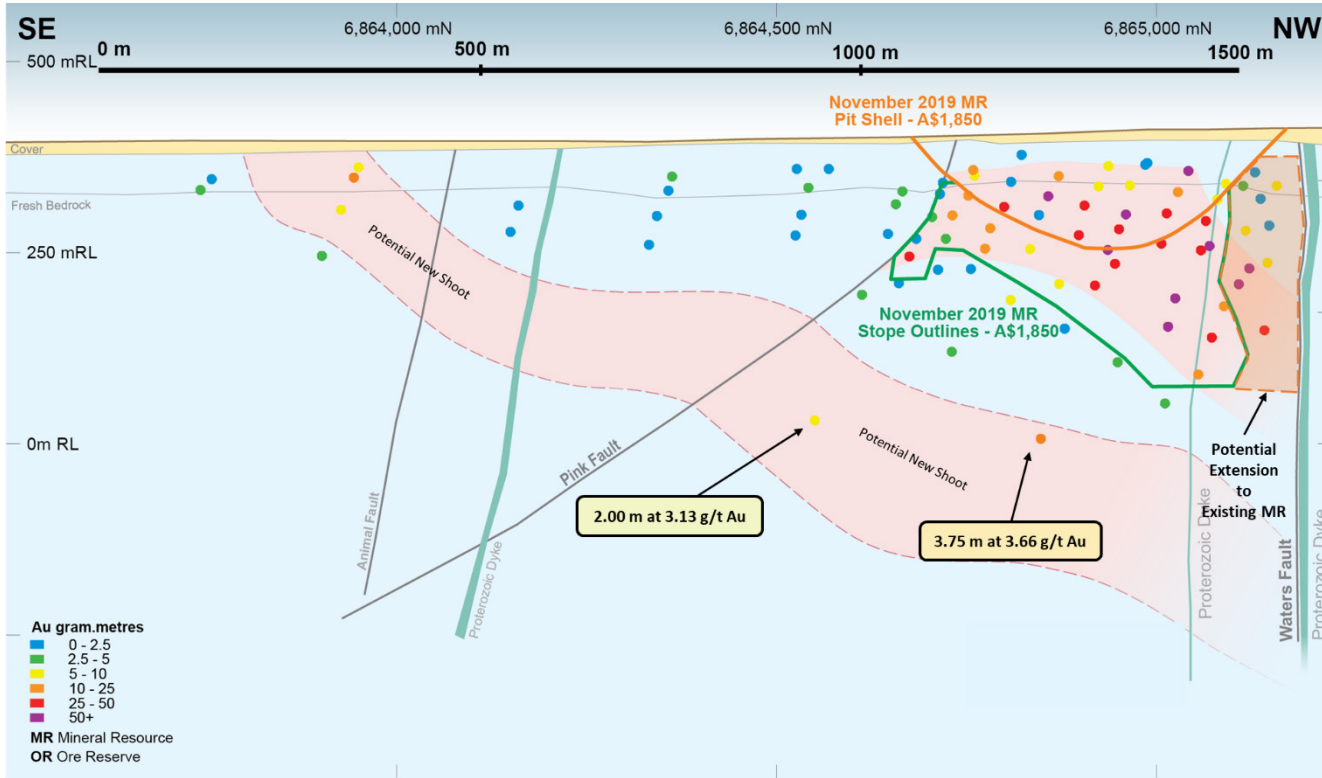 SE
6,864,000 mN
6,864,500 mN
6,865,000 mN
NW
0 m
500 m
1000 m
1500 m
500 mRL
November 2019 MR
Pit Shell - A$1,850
Cover
Fresh Bedrock
Potential New Shoot
250 mRL
November 2019 MR
Stope Outlines - A$1,850
0m RL
Pink Fault
Potential New Shoot
Potential
Extension
to
Existing MR
2.00 m at 3.13 g/t Au
3.75 m at 3.66 g/t Au
Animal Fault
Proterozoic Dyke
Proterozoic Dyke
Waters Fault
Proterozoic Dyke
Au gram.metres
0 - 2.5
2.5 - 5
5 - 10
10 - 25
25 - 50
50+
MR Mineral Resource
OR Ore Reserve